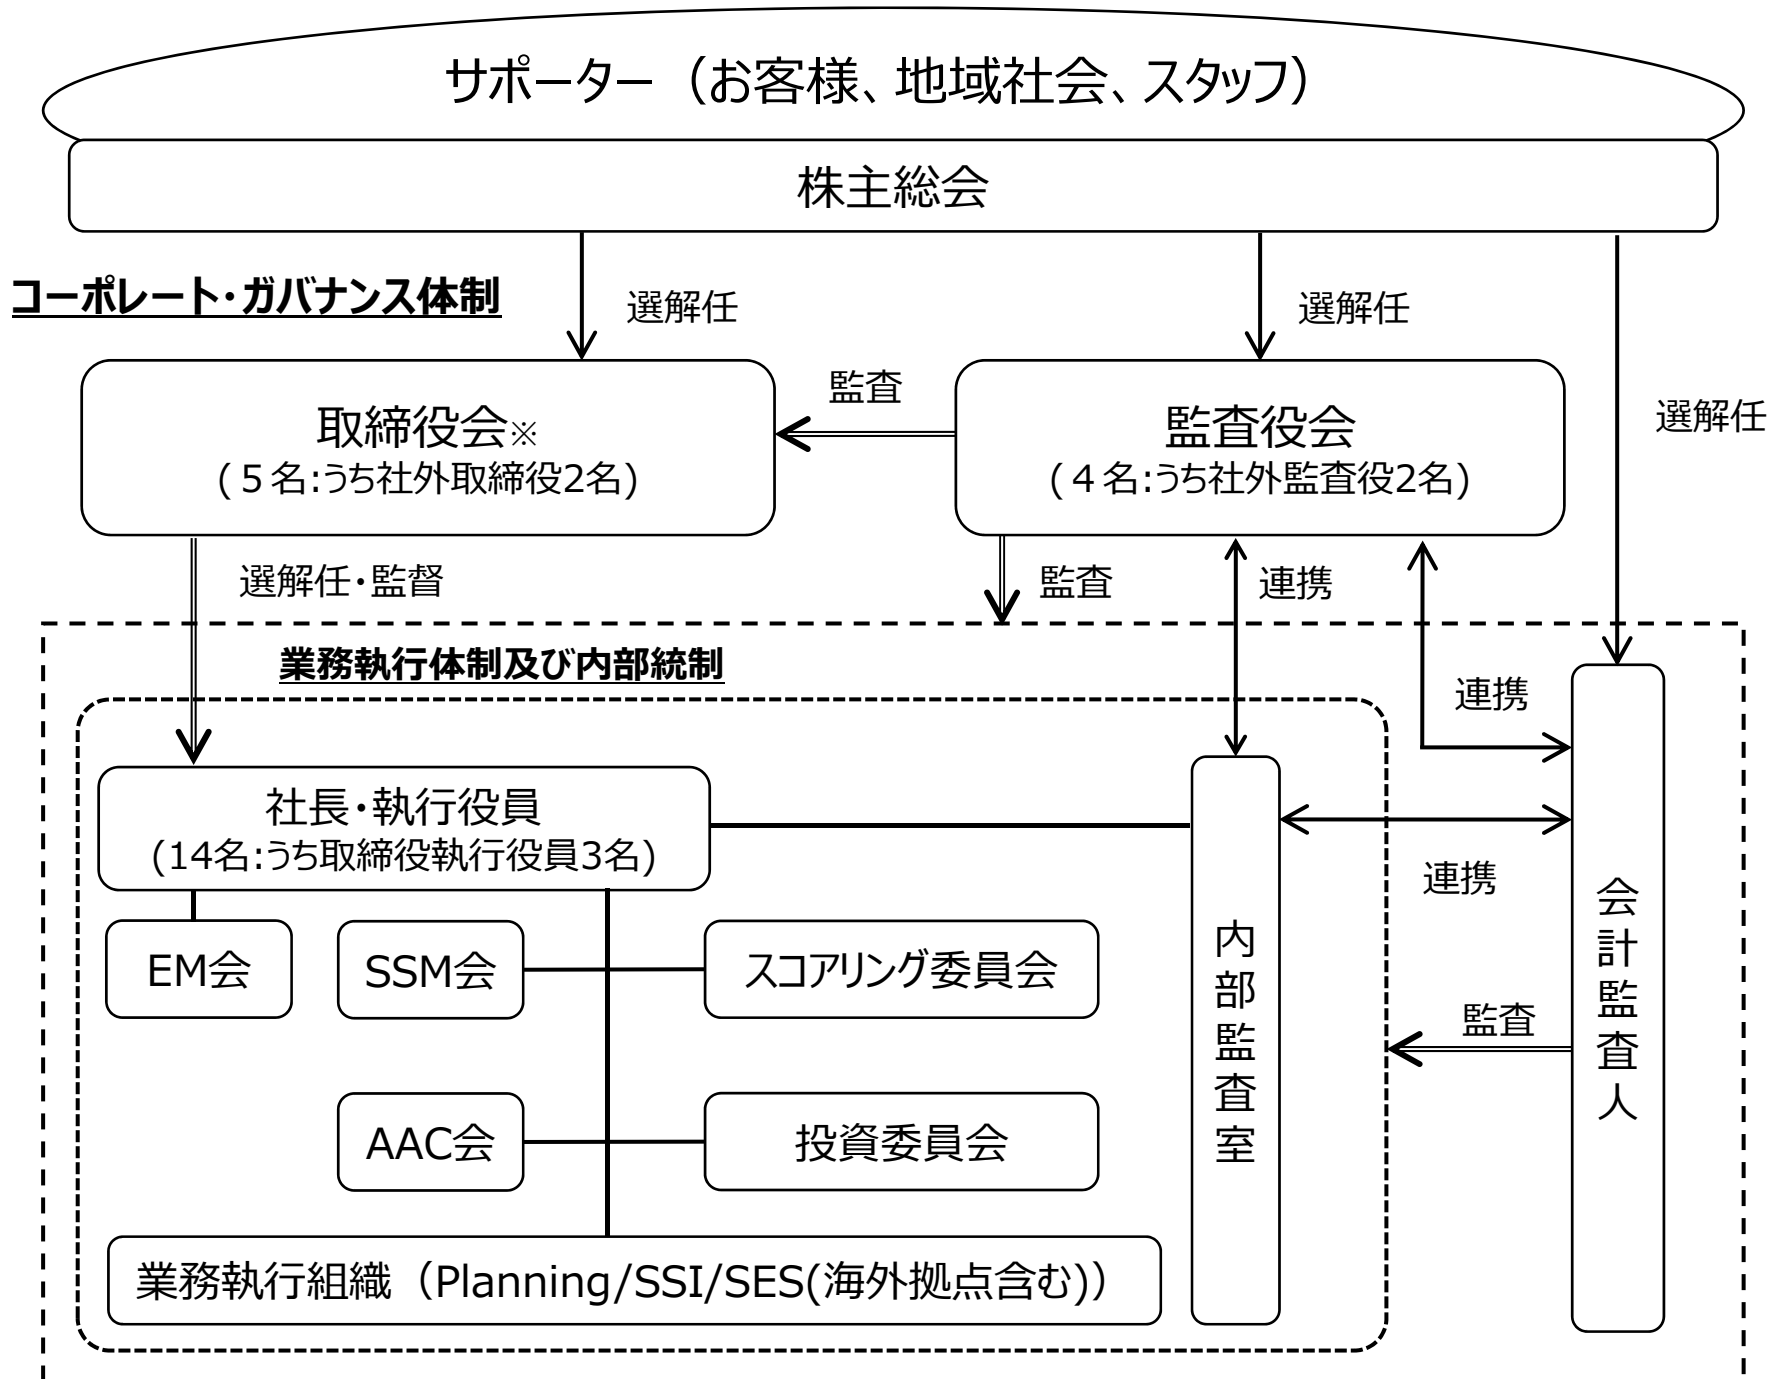 サポーター（お客様、地域社会、スタッフ）
株主総会
コーポレート・ガバナンス体制
選解任
選解任
選解任
取締役会※
(５名:うち社外取締役2名)
監査
監査役会
(４名:うち社外監査役2名)
選解任・監督
監査
連携
連携
業務執行体制及び内部統制
社長・執行役員
(14名:うち取締役執行役員3名)
連携
EM会
SSM会
スコアリング委員会
AAC会
投資委員会
内部監査室
監査
会計監査人
業務執行組織（Planning/SSI/SES(海外拠点含む)）